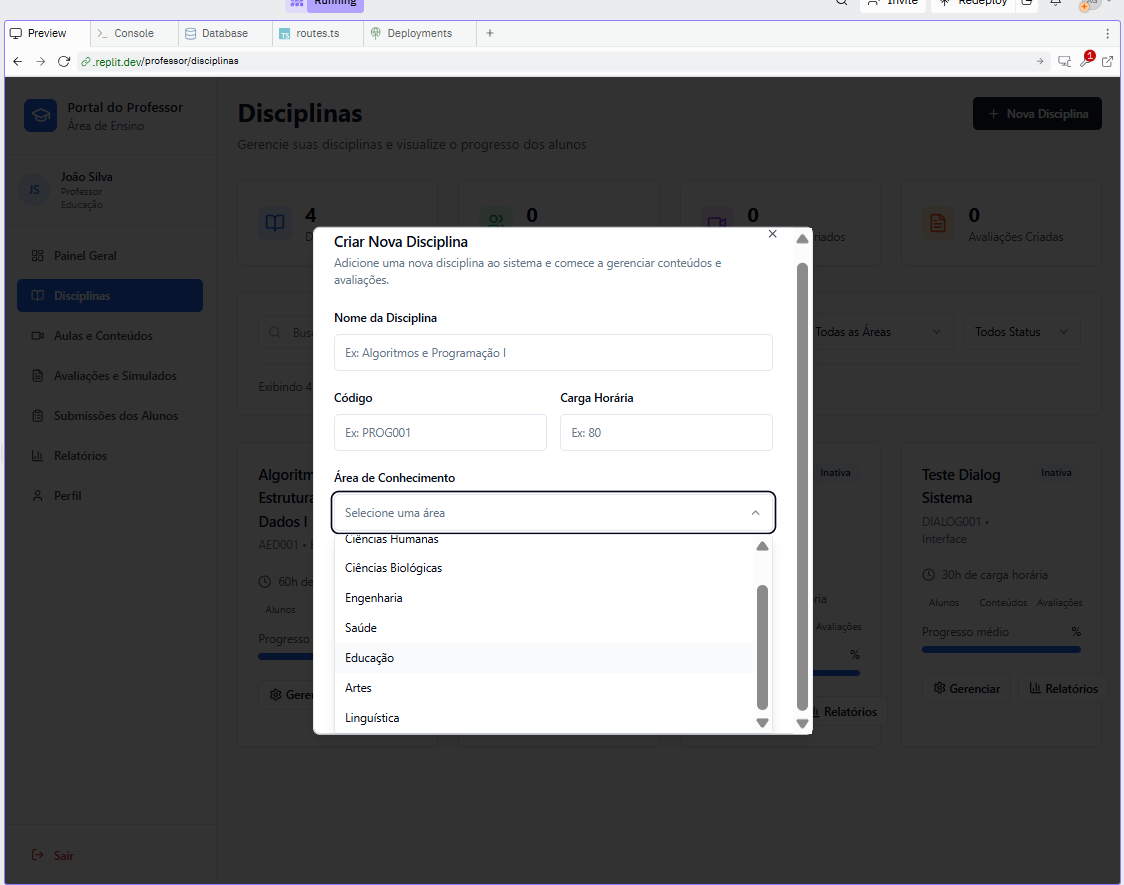 Running
Invite
Redeploy
Preview
Console
Database
TS routes.ts
Deployments
.replit.dev/professor/disciplinas
1
Portal do Professor
Área de Ensino
JS
João Silva
Professor
Educação
Painel Geral
Disciplinas
Aulas e Conteúdos
Avaliações e Simulados
Submissões dos Alunos
Relatórios
Perfil
Sair
Disciplinas
Gerencie suas disciplinas e visualize o progresso dos alunos
+ Nova Disciplina
4
0
0
0
Avaliações Criadas
Todas as Áreas
Todos Status
Exibindo 4
Criar Nova Disciplina
Adicione uma nova disciplina ao sistema e comece a gerenciar conteúdos e
avaliações.
Nome da Disciplina
Ex: Algoritmos e Programação I
Código
Carga Horária
Ex: PROG001
Ex: 80
Área de Conhecimento
Selecione uma área
Ciências Humanas
Ciências Biológicas
Engenharia
Saúde
Educação
Artes
Linguística
Estrutura
Dados I
AED001 •
60h de
Alunos
Progresso
Inativa
Avaliações
%
Relatórios
Teste Dialog
Sistema
Inativa
DIALOG001 •
Interface
30h de carga horária
Alunos Conteúdos Avaliações
Progresso médio %
Gerenciar
Relatórios